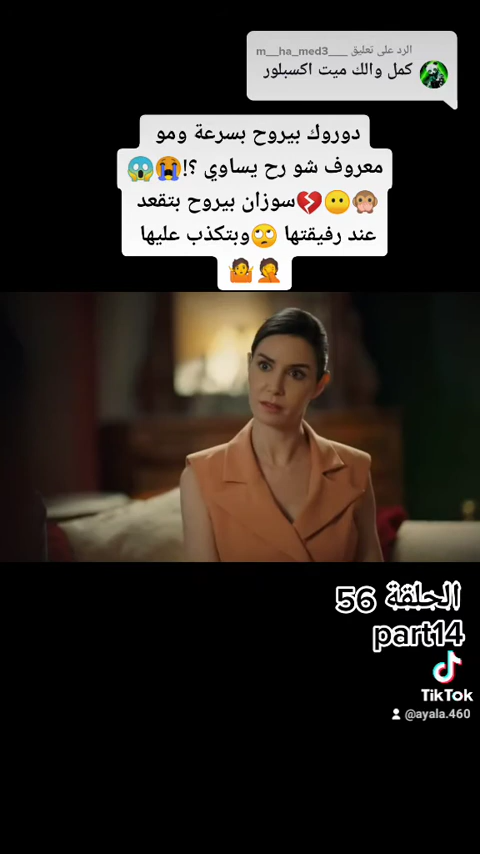 الرد على تعليق m__ha_med3___
كمل والك ميت اكسبلور
دوروك بيروح بسرعة ومو
معروف شو رح يساوي ؟!😭😱
🙊😶💔سوزان بيروح بتقعد
عند رفيقتها 🙄وبتكذب عليها
🤷🤦
الحلقة 56
part14
TikTok
@ayala.460